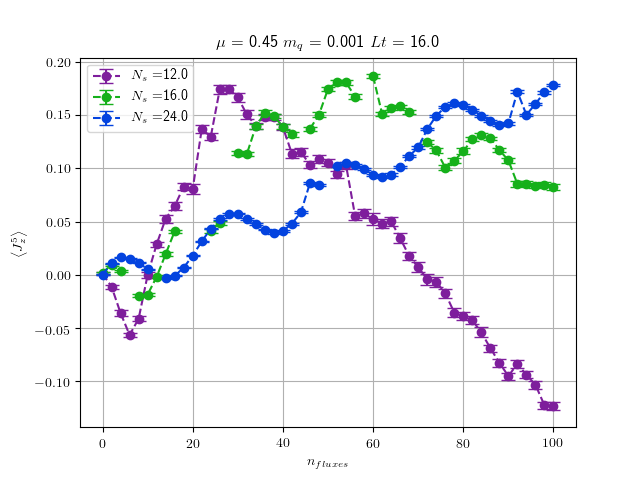 μ = 0.45 m_q = 0.001 Lt = 16.0
N_s =12.0
N_s =16.0
N_s =24.0
⟨J_z^5⟩
0.20
0.15
0.10
0.05
0.00
−0.05
−0.10
0 20 40 60 80 100
n_{fluxes}